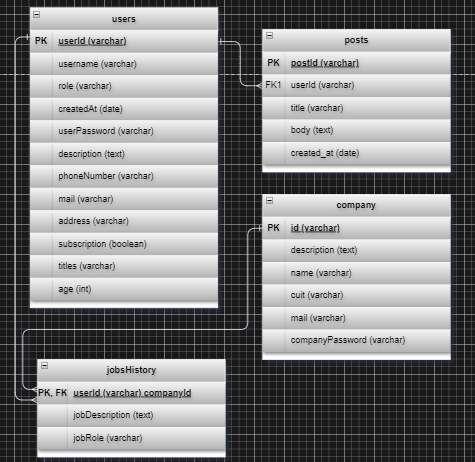 users
PK userId (varchar)
username (varchar)
role (varchar)
createdAt (date)
userPassword (varchar)
description (text)
phoneNumber (varchar)
mail (varchar)
address (varchar)
subscription (boolean)
titles (varchar)
age (int)
posts
PK postId (varchar)
FK1 userId (varchar)
title (varchar)
body (text)
created_at (date)
company
PK id (varchar)
description (text)
name (varchar)
cuit (varchar)
mail (varchar)
companyPassword (varchar)
jobsHistory
PK, FK userId (varchar) companyId
jobDescription (text)
jobRole (varchar)